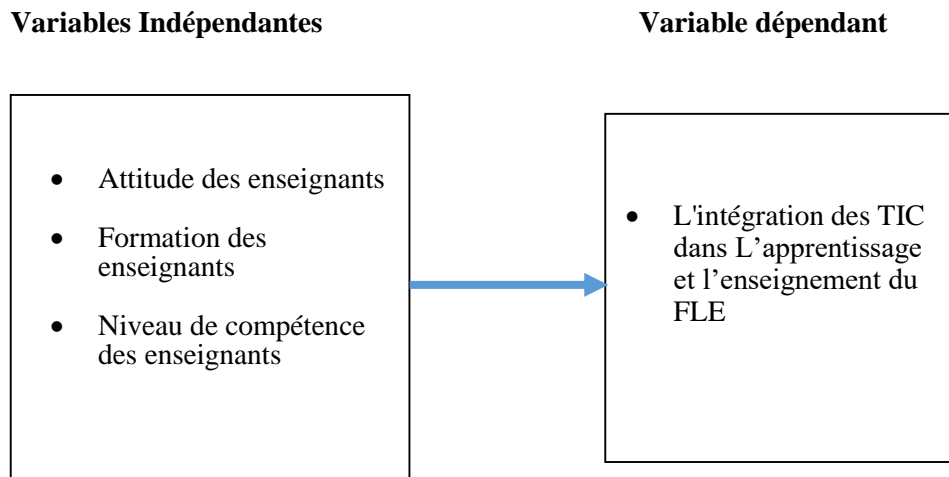 Variables Indépendantes
Variable dépendant
• Attitude des enseignants
• Formation des
enseignants
• Niveau de compétence
des enseignants
• L'intégration des TIC
dans L’apprentissage
et l’enseignement du
FLE